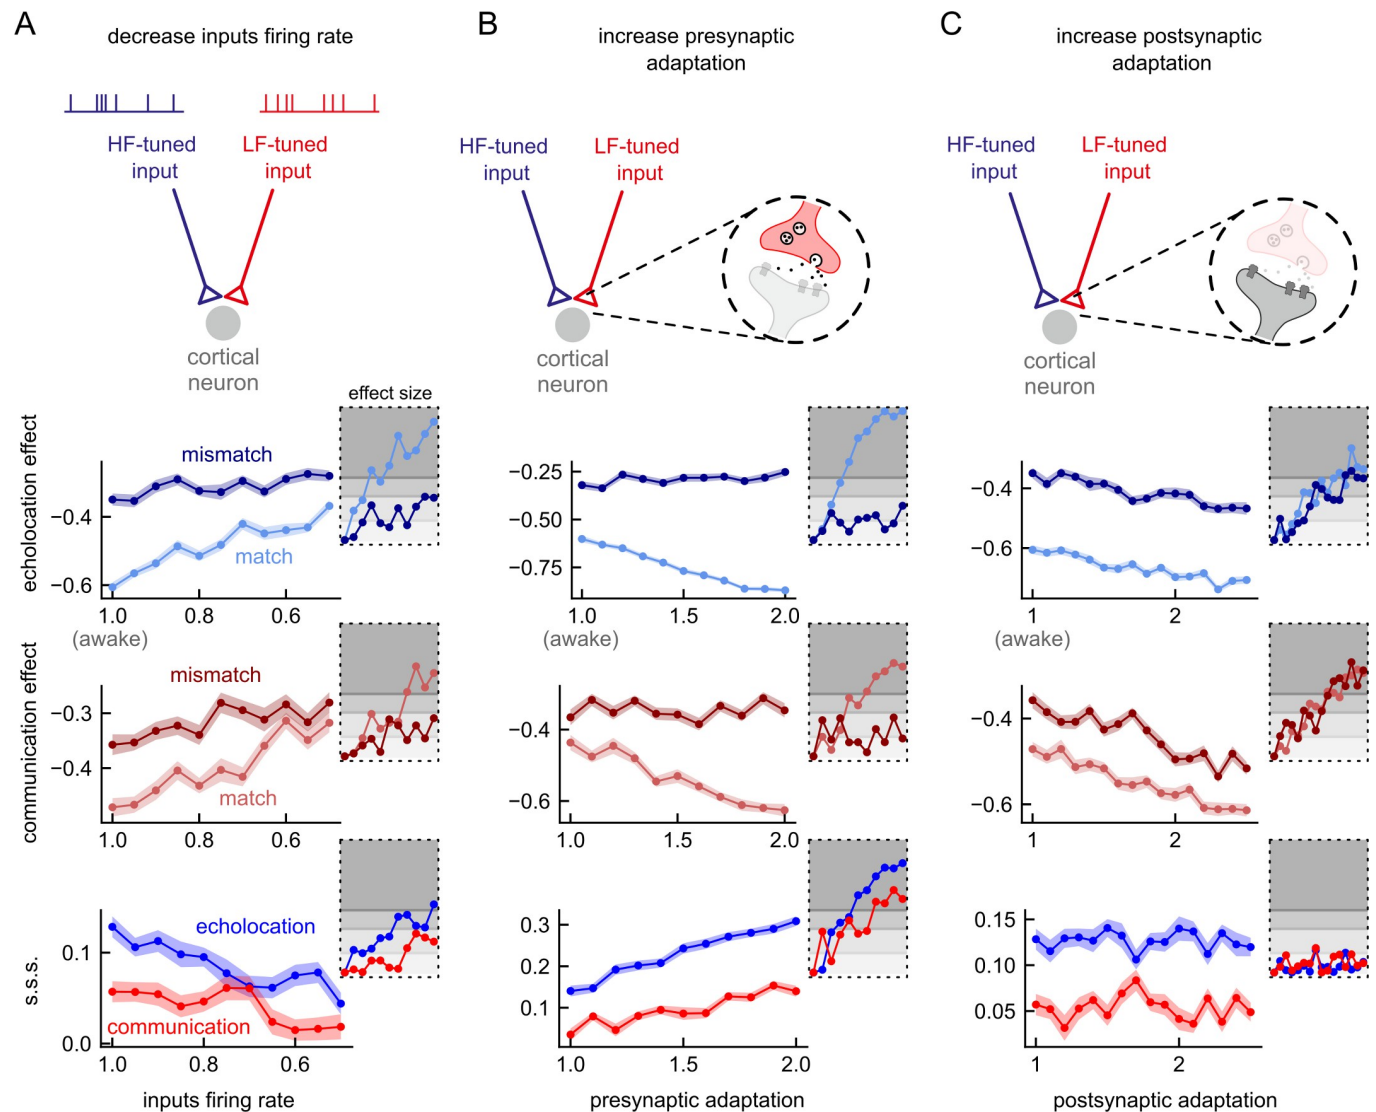 A
decrease inputs firing rate
HF-tuned
input
LF-tuned
input
cortical
neuron
B
increase presynaptic
adaptation
HF-tuned
input
LF-tuned
input
cortical
neuron
C
increase postsynaptic
adaptation
HF-tuned
input
LF-tuned
input
cortical
neuron
effect size
echolocation effect
mismatch
match
−0.4
−0.6
1.0 0.8 0.6
(awake)
−0.25
−0.50
−0.75
1.0 1.5 2.0
(awake)
−0.4
−0.6
1 2
(awake)
communication effect
mismatch
match
−0.3
−0.4
1.0 0.8 0.6
−0.4
−0.6
1.0 1.5 2.0
−0.4
−0.6
1 2
s.s.s.
echolocation
communication
0.1
0.0
1.0 0.8 0.6
inputs firing rate
0.3
0.2
0.1
1.0 1.5 2.0
presynaptic adaptation
0.15
0.10
0.05
1 2
postsynaptic adaptation